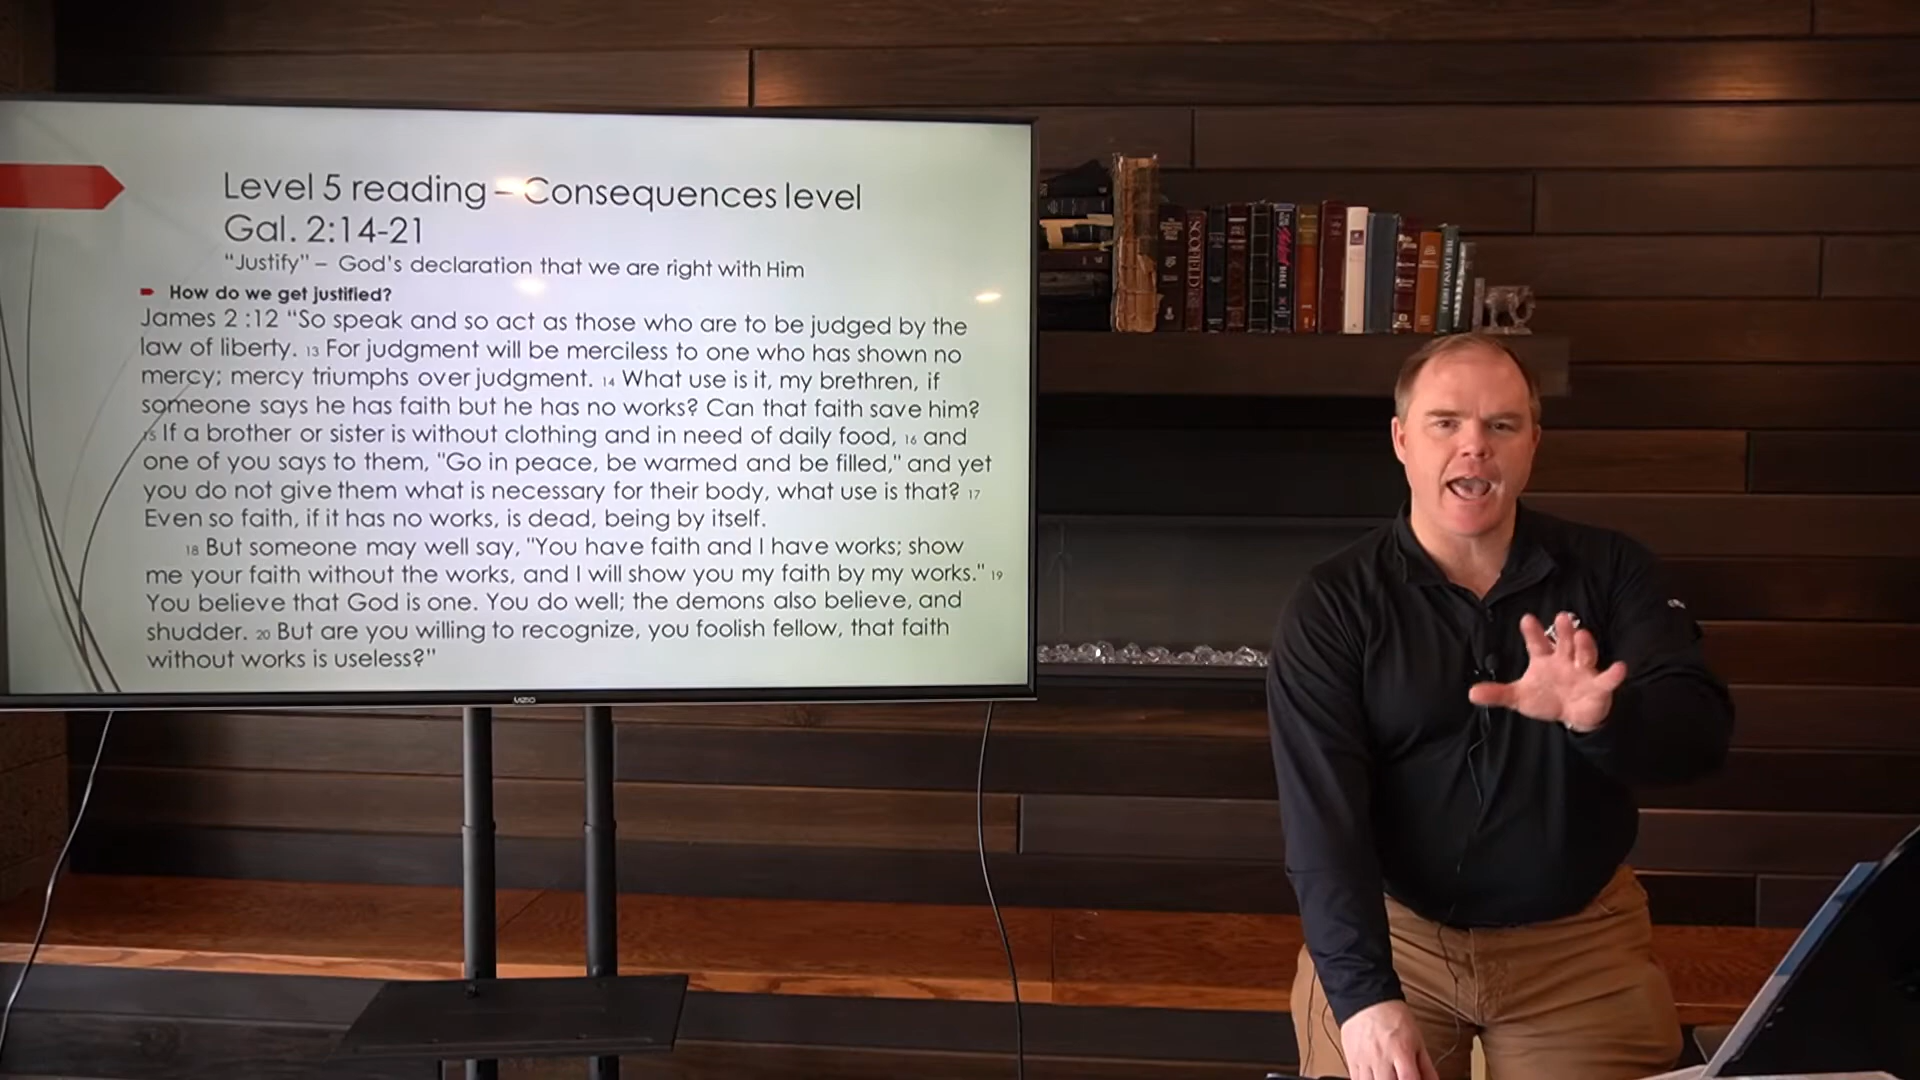 Level 5 reading – Consequences level
Gal. 2:14-21
“Justify” – God’s declaration that we are right with Him
How do we get justified?
James 2 :12 “So speak and so act as those who are to be judged by the
law of liberty. 13 For judgment will be merciless to one who has shown no
mercy; mercy triumphs over judgment. 14 What use is it, my brethren, if
someone says he has faith but he has no works? Can that faith save him?
15 If a brother or sister is without clothing and in need of daily food, 16 and
one of you says to them, "Go in peace, be warmed and be filled," and yet
you do not give them what is necessary for their body, what use is that? 17
Even so faith, if it has no works, is dead, being by itself.
18 But someone may well say, "You have faith and I have works; show
me your faith without the works, and I will show you my faith by my works." 19
You believe that God is one. You do well; the demons also believe, and
shudder. 20 But are you willing to recognize, you foolish fellow, that faith
without works is useless?"
VIZIO
SCOFIELD
BIBLE